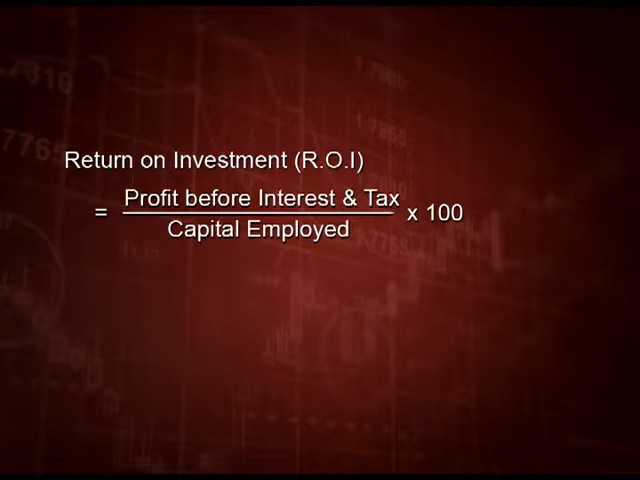 Return on Investment (R.O.I)
= Profit before Interest & Tax x 100
Capital Employed